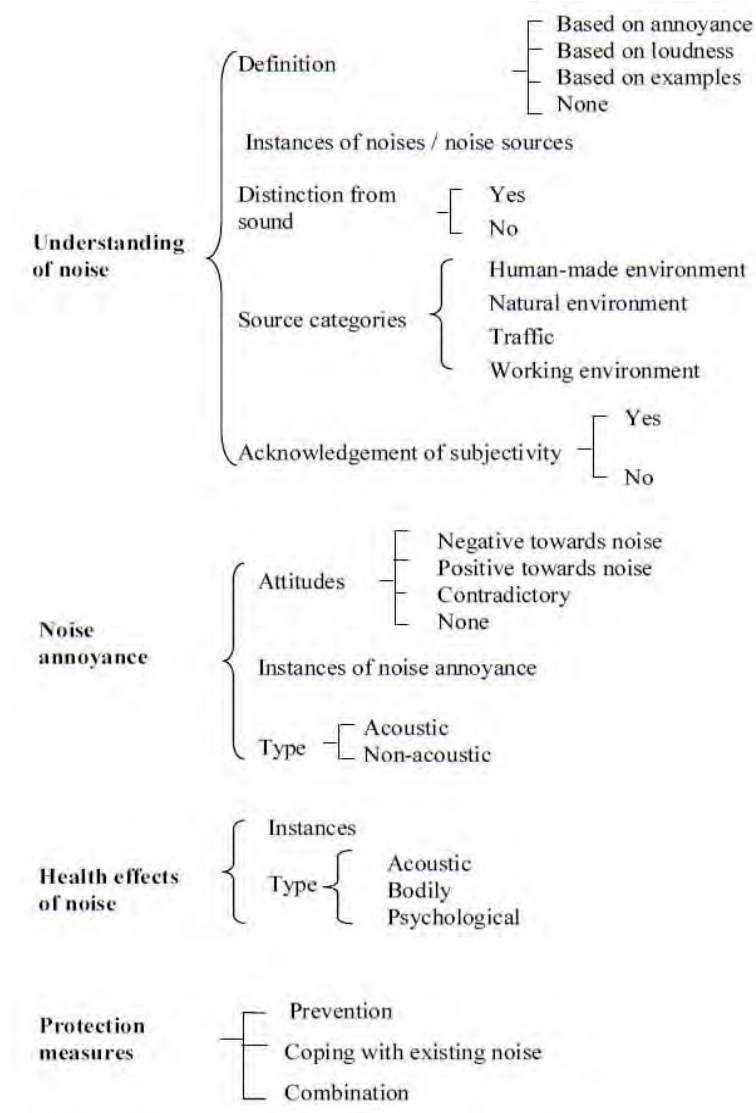 Understanding
of noise
Definition
Based on annoyance
Based on loudness
Based on examples
None
Instances of noises / noise sources
Distinction from
sound
Yes
No
Source categories
Human-made environment
Natural environment
Traffic
Working environment
Acknowledgement of subjectivity
Yes
No
Noise
annoyance
Attitudes
Negative towards noise
Positive towards noise
Contradictory
None
Instances of noise annoyance
Type
Acoustic
Non-acoustic
Health effects
of noise
Instances
Type
Acoustic
Bodily
Psychological
Protection
measures
Prevention
Coping with existing noise
Combination